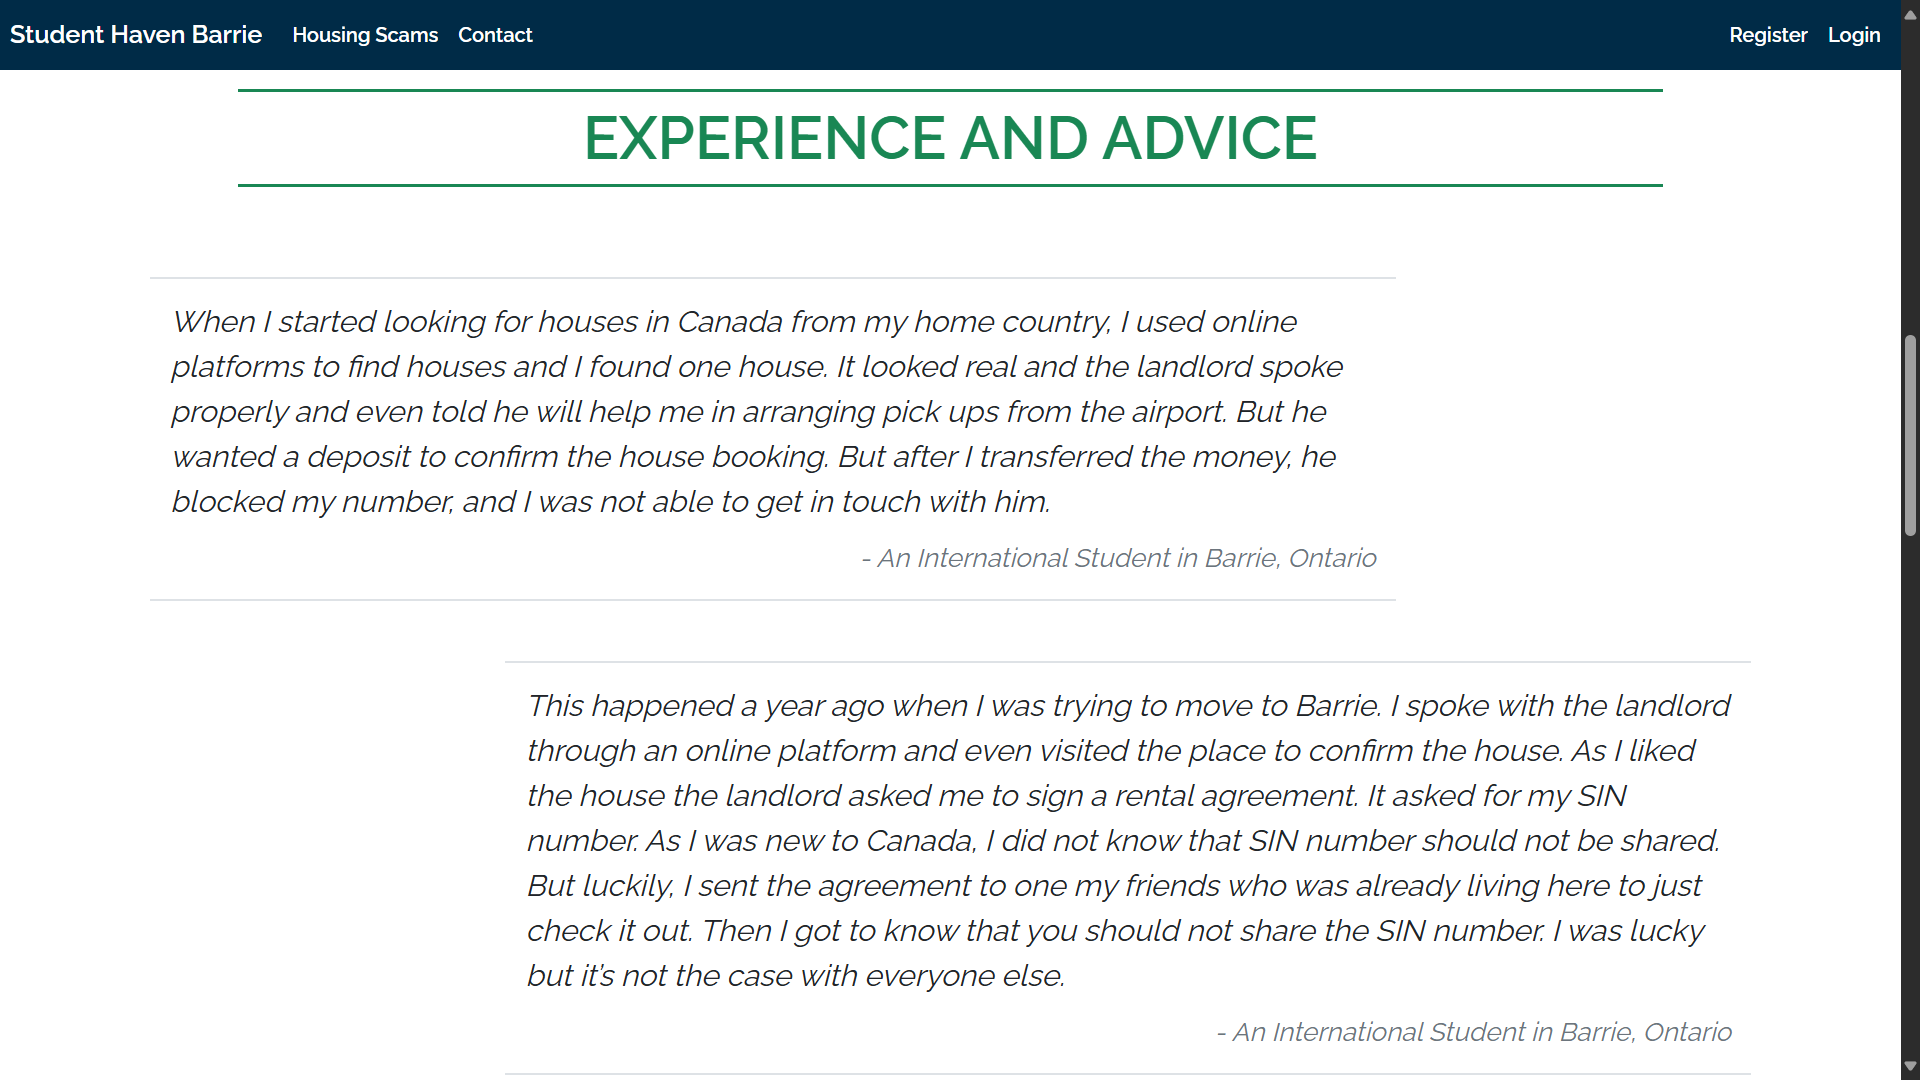 Student Haven Barrie Housing Scams Contact Register Login
EXPERIENCE AND ADVICE
When I started looking for houses in Canada from my home country, I used online
platforms to find houses and I found one house. It looked real and the landlord spoke
properly and even told he will help me in arranging pick ups from the airport. But he
wanted a deposit to confirm the house booking. But after I transferred the money, he
blocked my number, and I was not able to get in touch with him.
- An International Student in Barrie, Ontario
This happened a year ago when I was trying to move to Barrie. I spoke with the landlord
through an online platform and even visited the place to confirm the house. As I liked
the house the landlord asked me to sign a rental agreement. It asked for my SIN
number. As I was new to Canada, I did not know that SIN number should not be shared.
But luckily, I sent the agreement to one my friends who was already living here to just
check it out. Then I got to know that you should not share the SIN number. I was lucky
but it's not the case with everyone else.
- An International Student in Barrie, Ontario